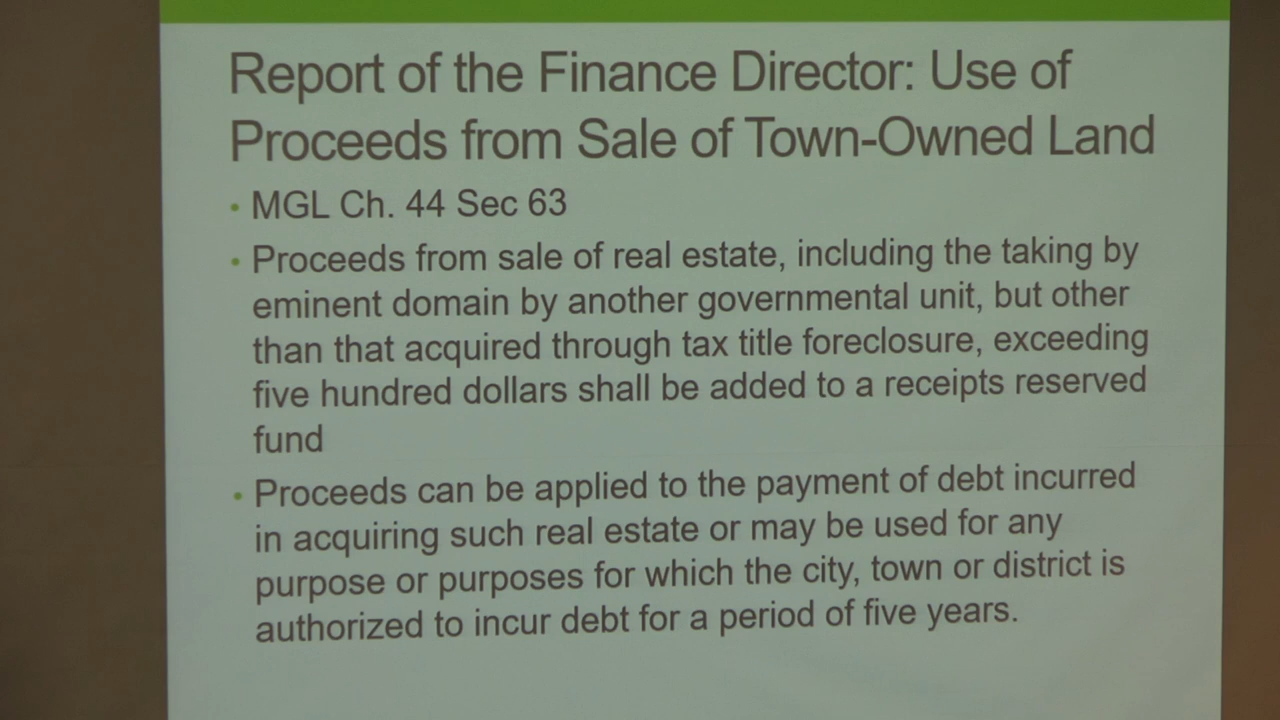 Report of the Finance Director: Use of
Proceeds from Sale of Town-Owned Land
• MGL Ch. 44 Sec 63
• Proceeds from sale of real estate, including the taking by
eminent domain by another governmental unit, but other
than that acquired through tax title foreclosure, exceeding
five hundred dollars shall be added to a receipts reserved
fund
• Proceeds can be applied to the payment of debt incurred
in acquiring such real estate or may be used for any
purpose or purposes for which the city, town or district is
authorized to incur debt for a period of five years.